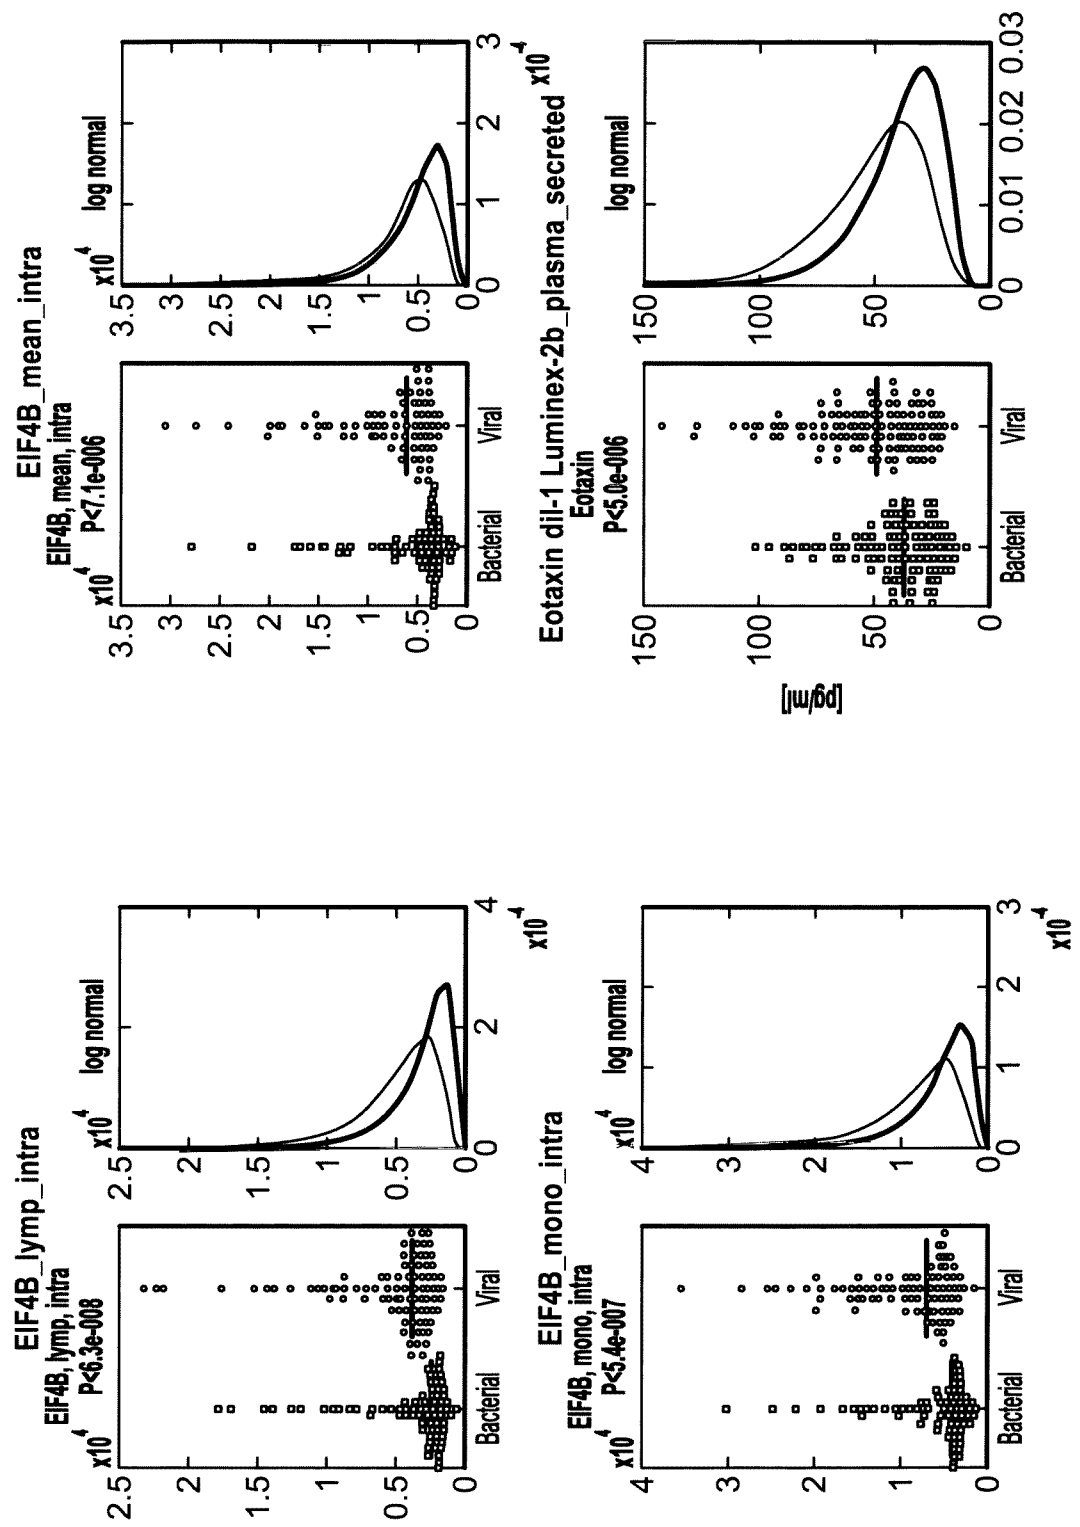 EIF4B_lymp_intra
EIF4B, lymp, intra
P<6.3e-008
x10^4
2.5
2
1.5
1
0.5
0
Bacterial
Viral
x10^4
log normal
2.5
2
1.5
1
0.5
0
0 2 4
x10^-4
EIF4B_mean_intra
EIF4B, mean, intra
P<7.1e-006
x10^4
3.5
3
2.5
2
1.5
1
0.5
0
Bacterial
Viral
x10^4
log normal
3.5
3
2.5
2
1.5
1
0.5
0
0 1 2 3
x10^-4
EIF4B_mono_intra
EIF4B, mono, intra
P<5.4e-007
x10^4
4
3
2
1
0
Bacterial
Viral
x10^4
log normal
4
3
2
1
0
0 1 2 3
x10^-4
Eotaxin dil-1 Luminex-2b_plasma_secreted
Eotaxin
P<5.0e-006
[pg/ml]
150
100
50
0
Bacterial
Viral
log normal
150
100
50
0
0 0.01 0.02 0.03